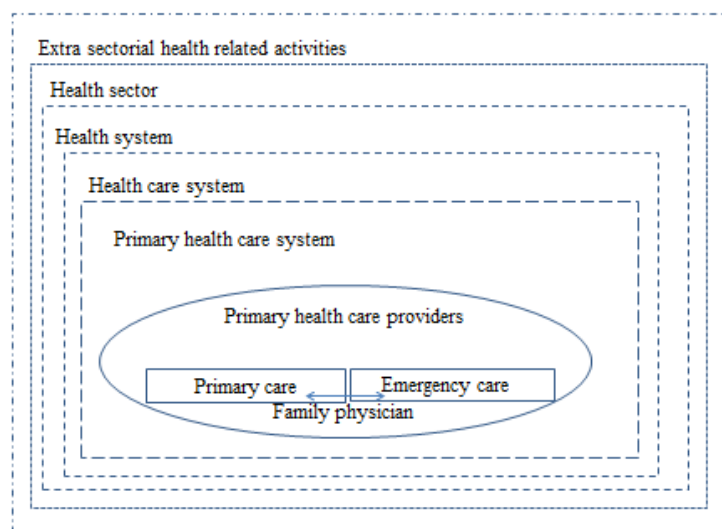 Extra sectorial health related activities
Health sector
Health system
Health care system
Primary health care system
Primary health care providers
Primary care
Emergency care
Family physician